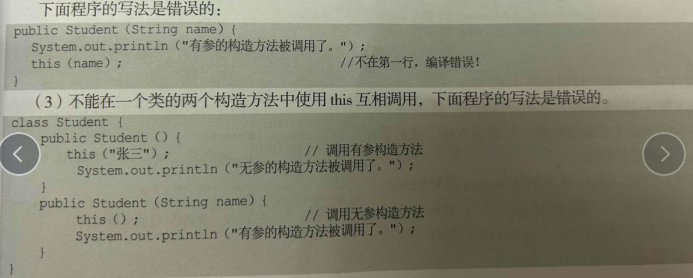 下面程序的写法是错误的：
public Student (String name) {
System.out.println ("有参的构造方法被调用了。") ;
this (name) ; //不在第一行，编译错误！
}
（3）不能在一个类的两个构造方法中使用 this 互相调用，下面程序的写法是错误的。
class Student {
public Student () {
this ("张三") ; // 调用有参构造方法
System.out.println ("无参的构造方法被调用了。") ;
}
public Student (String name) {
this () ; // 调用无参构造方法
System.out.println ("有参的构造方法被调用了。") ;
}
}